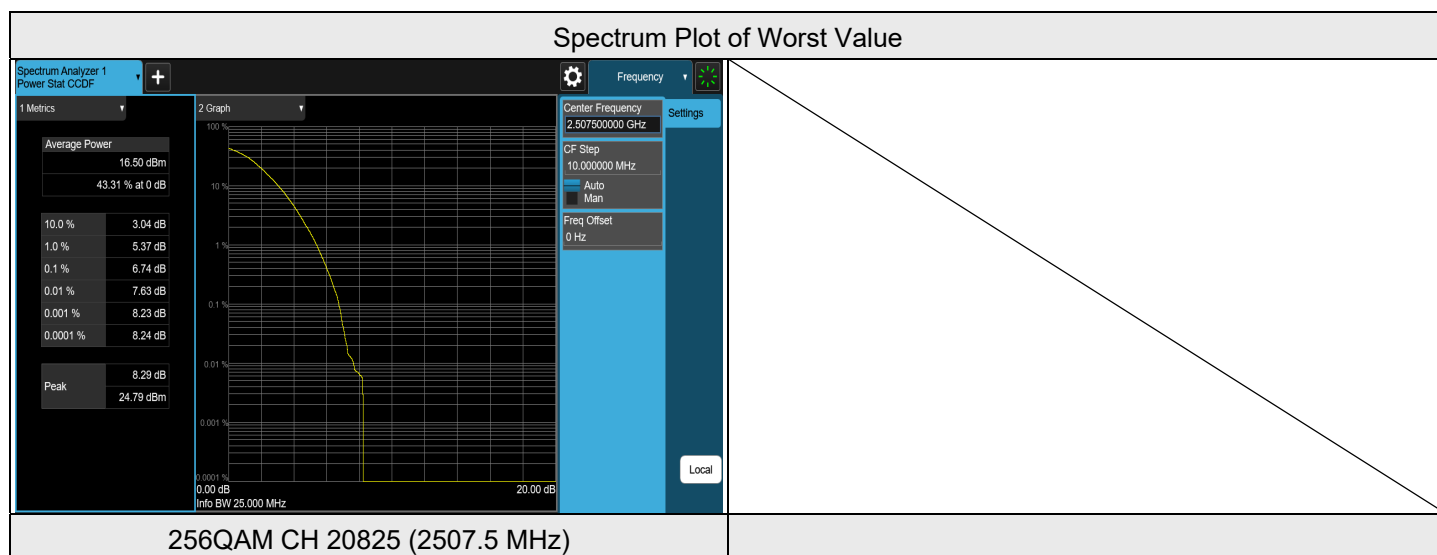 Spectrum Plot of Worst Value
Spectrum Analyzer 1
Power Stat CCDF
+
Frequency
1 Metrics
2 Graph
Average Power
16.50 dBm
43.31 % at 0 dB
10.0 % 3.04 dB
1.0 % 5.37 dB
0.1 % 6.74 dB
0.01 % 7.63 dB
0.001 % 8.23 dB
0.0001 % 8.24 dB
Peak
8.29 dB
24.79 dBm
100 %
10 %
1 %
0.1 %
0.01 %
0.001 %
0.0001 %
0.00 dB 20.00 dB
Info BW 25.000 MHz
Center Frequency
2.507500000 GHz
Settings
CF Step
10.000000 MHz
Auto
Man
Freq Offset
0 Hz
Local
256QAM CH 20825 (2507.5 MHz)